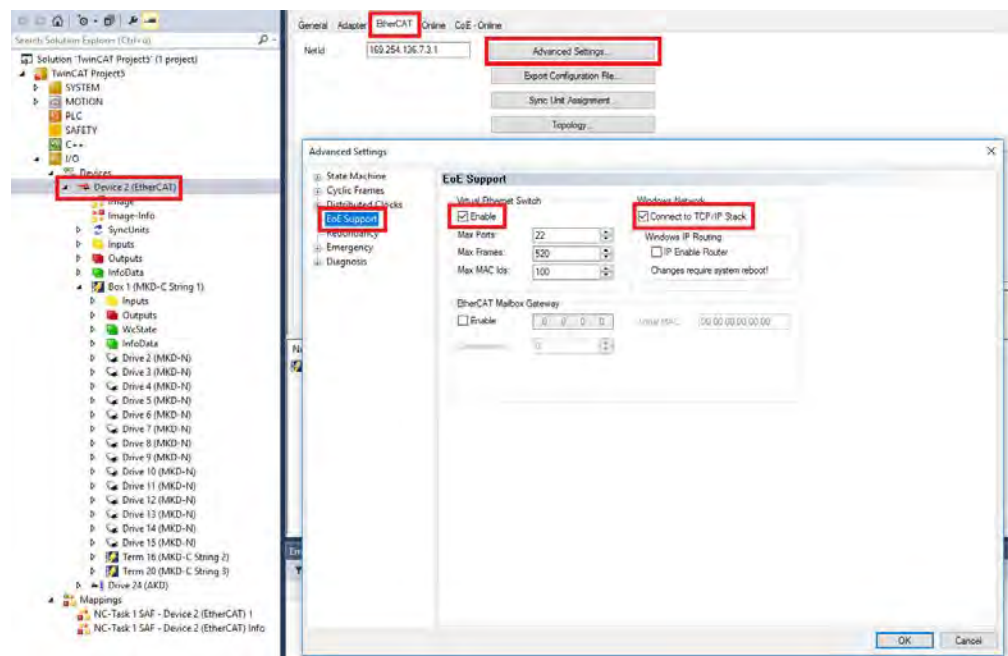 Search Solution Explorer (Ctrl+ü)
Solution 'TwinCAT Project5' (1 project)
TwinCAT Project5
SYSTEM
MOTION
PLC
SAFETY
C++
I/O
Devices
Device 2 (EtherCAT)
Image
Image-Info
SyncUnits
Inputs
Outputs
InfoData
Box 1 (MKD-C String 1)
Inputs
Outputs
WcState
InfoData
Drive 2 (MKD-N)
Drive 3 (MKD-N)
Drive 4 (MKD-N)
Drive 5 (MKD-N)
Drive 6 (MKD-N)
Drive 7 (MKD-N)
Drive 8 (MKD-N)
Drive 9 (MKD-N)
Drive 10 (MKD-N)
Drive 11 (MKD-N)
Drive 12 (MKD-N)
Drive 13 (MKD-N)
Drive 14 (MKD-N)
Drive 15 (MKD-N)
Term 16 (MKD-C String 2)
Term 20 (MKD-C String 3)
Drive 24 (AKD)
Mappings
NC-Task 1 SAF - Device 2 (EtherCAT) 1
NC-Task 1 SAF - Device 2 (EtherCAT) Info
General Adapter EtherCAT Online CoE - Online
NetId: 169.254.136.7.3.1 Advanced Settings...
Export Configuration File...
Sync Unit Assignment...
Topology...
Advanced Settings
State Machine
Cyclic Frames
Distributed Clocks
EoE Support
Redundancy
Emergency
Diagnosis
EoE Support
Virtual Ethernet Switch
Enable
Max Ports: 22
Max Frames: 520
Max MAC Ids: 100
Windows Network
Connect to TCP/IP Stack
Windows IP Routing
IP Enable Router
Changes require system reboot!
EtherCAT Mailbox Gateway
Enable 0 . 0 . 0 . 0 Virtual MAC: 00 00 00 00 00 00
0
OK Cancel